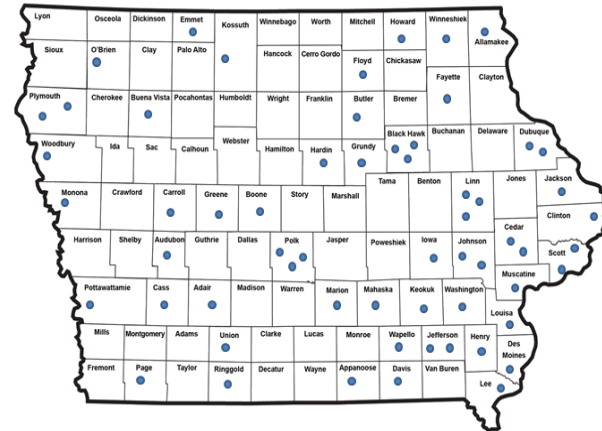 Lyon Osceola Dickinson Emmet Kossuth Winnebago Worth Mitchell Howard Winneshiek Allamakee
Sioux O'Brien Clay Palo Alto Hancock Cerro Gordo Floyd Chickasaw Fayette Clayton
Plymouth Cherokee Buena Vista Pocahontas Humboldt Wright Franklin Butler Bremer
Woodbury Ida Sac Calhoun Webster Hamilton Hardin Grundy Black Hawk Buchanan Delaware Dubuque
Monona Crawford Carroll Greene Boone Story Marshall Tama Benton Linn Jones Jackson
Clinton
Harrison Shelby Audubon Guthrie Dallas Polk Jasper Poweshiek Iowa Johnson Cedar Scott
Muscatine
Pottawattamie Cass Adair Madison Warren Marion Mahaska Keokuk Washington Louisa
Mills Montgomery Adams Union Clarke Lucas Monroe Wapello Jefferson Henry Des
Moines
Fremont Page Taylor Ringgold Decatur Wayne Appanoose Davis Van Buren Lee